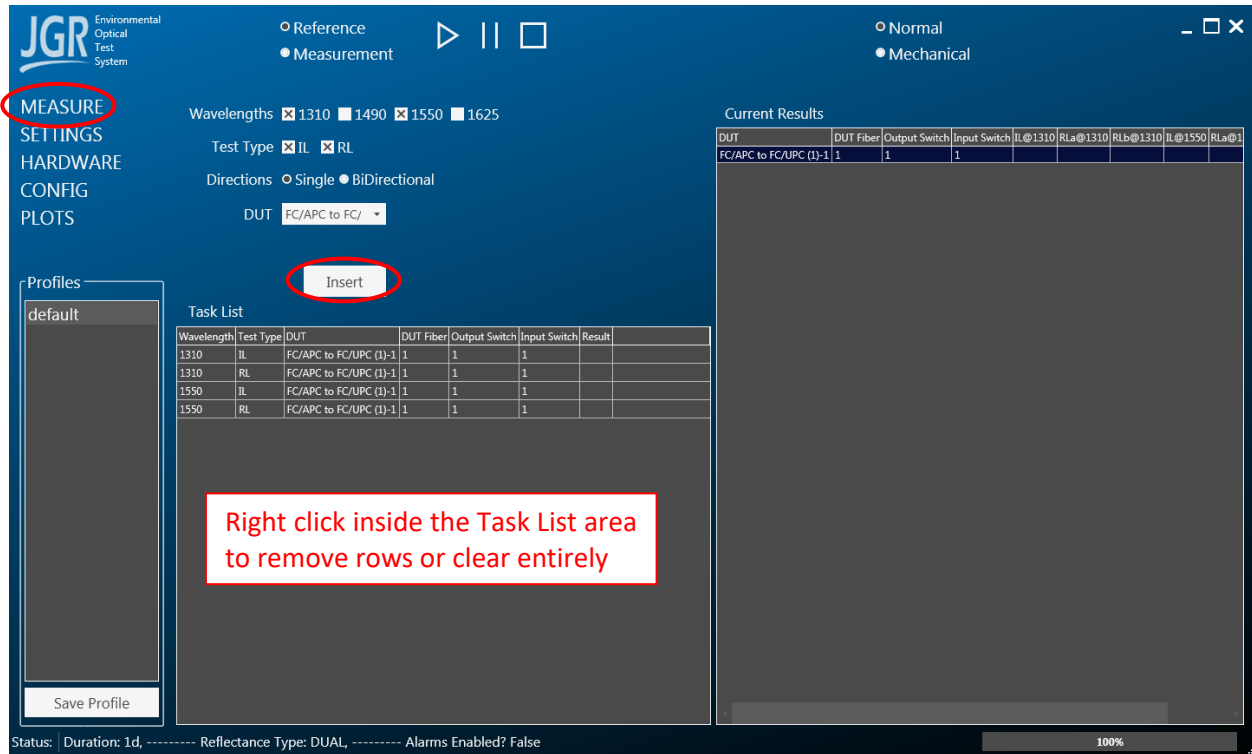 JGR Environmental
Optical
Test
System
Reference
Measurement
Normal
Mechanical
MEASURE
SETTINGS
HARDWARE
CONFIG
PLOTS
Wavelengths 1310 1490 1550 1625
Test Type IL RL
Directions Single BiDirectional
DUT FC/APC to FC/
Insert
Profiles
default
Save Profile
Task List
Wavelength Test Type DUT DUT Fiber Output Switch Input Switch Result
1310 IL FC/APC to FC/UPC (1)-1 1 1 1
1310 RL FC/APC to FC/UPC (1)-1 1 1 1
1550 IL FC/APC to FC/UPC (1)-1 1 1 1
1550 RL FC/APC to FC/UPC (1)-1 1 1 1
Right click inside the Task List area
to remove rows or clear entirely
Current Results
DUT DUT Fiber Output Switch Input Switch IL@1310 RLa@1310 RLb@1310 IL@1550 RLa@1
FC/APC to FC/UPC (1)-1 1 1 1
Status: Duration: 1d, --------- Reflectance Type: DUAL, --------- Alarms Enabled? False
100%